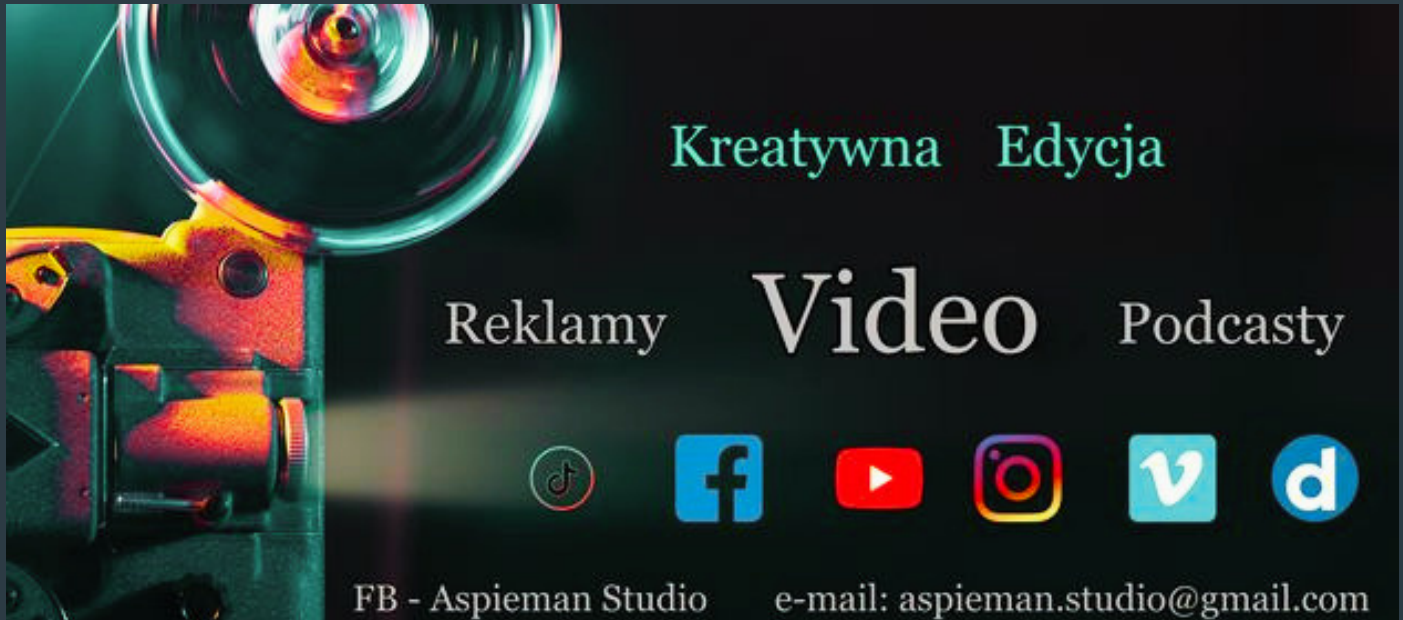 Kreatywna Edycja
Reklamy Video Podcasty
FB - Aspieman Studio e-mail: aspieman.studio@gmail.com